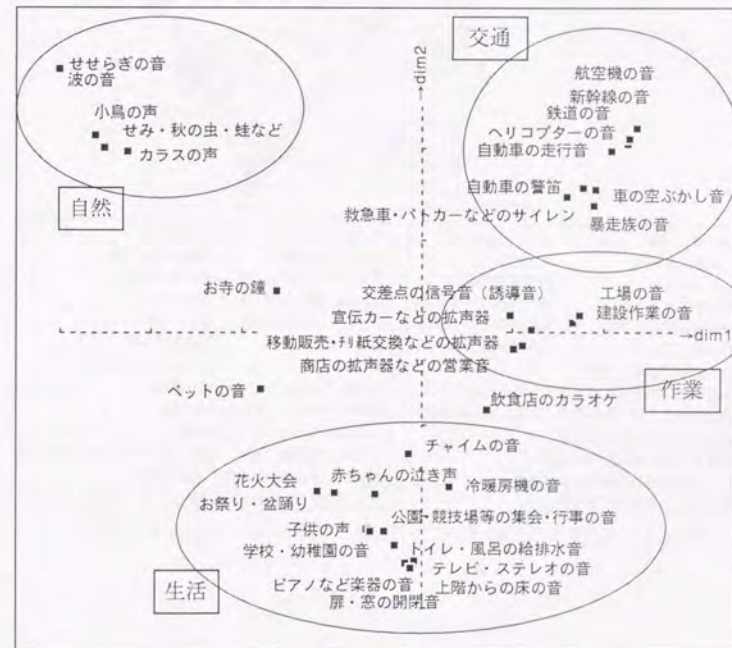 交通
dim2
せせらぎの音
波の音
小鳥の声
せみ・秋の虫・蛙など
カラスの声
自然
航空機の音
新幹線の音
鉄道の音
ヘリコプターの音
自動車の走行音
自動車の警笛
車の空ぶかし音
救急車・パトカーなどのサイレン
暴走族の音
お寺の鐘
交差点の信号音（誘導音）
工場の音
宣伝カーなどの拡声器
建設作業の音
dim1
移動販売・チリ紙交換などの拡声器
商店の拡声器などの営業音
作業
ペットの音
飲食店のカラオケ
チャイムの音
赤ちゃんの泣き声
花火大会
冷暖房機の音
お祭り・盆踊り
公園・競技場等の集会・行事の音
子供の声
学校・幼稚園の音
トイレ・風呂の給排水音
テレビ・ステレオの音
生活
ピアノなど楽器の音
上階からの床の音
扉・窓の開閉音